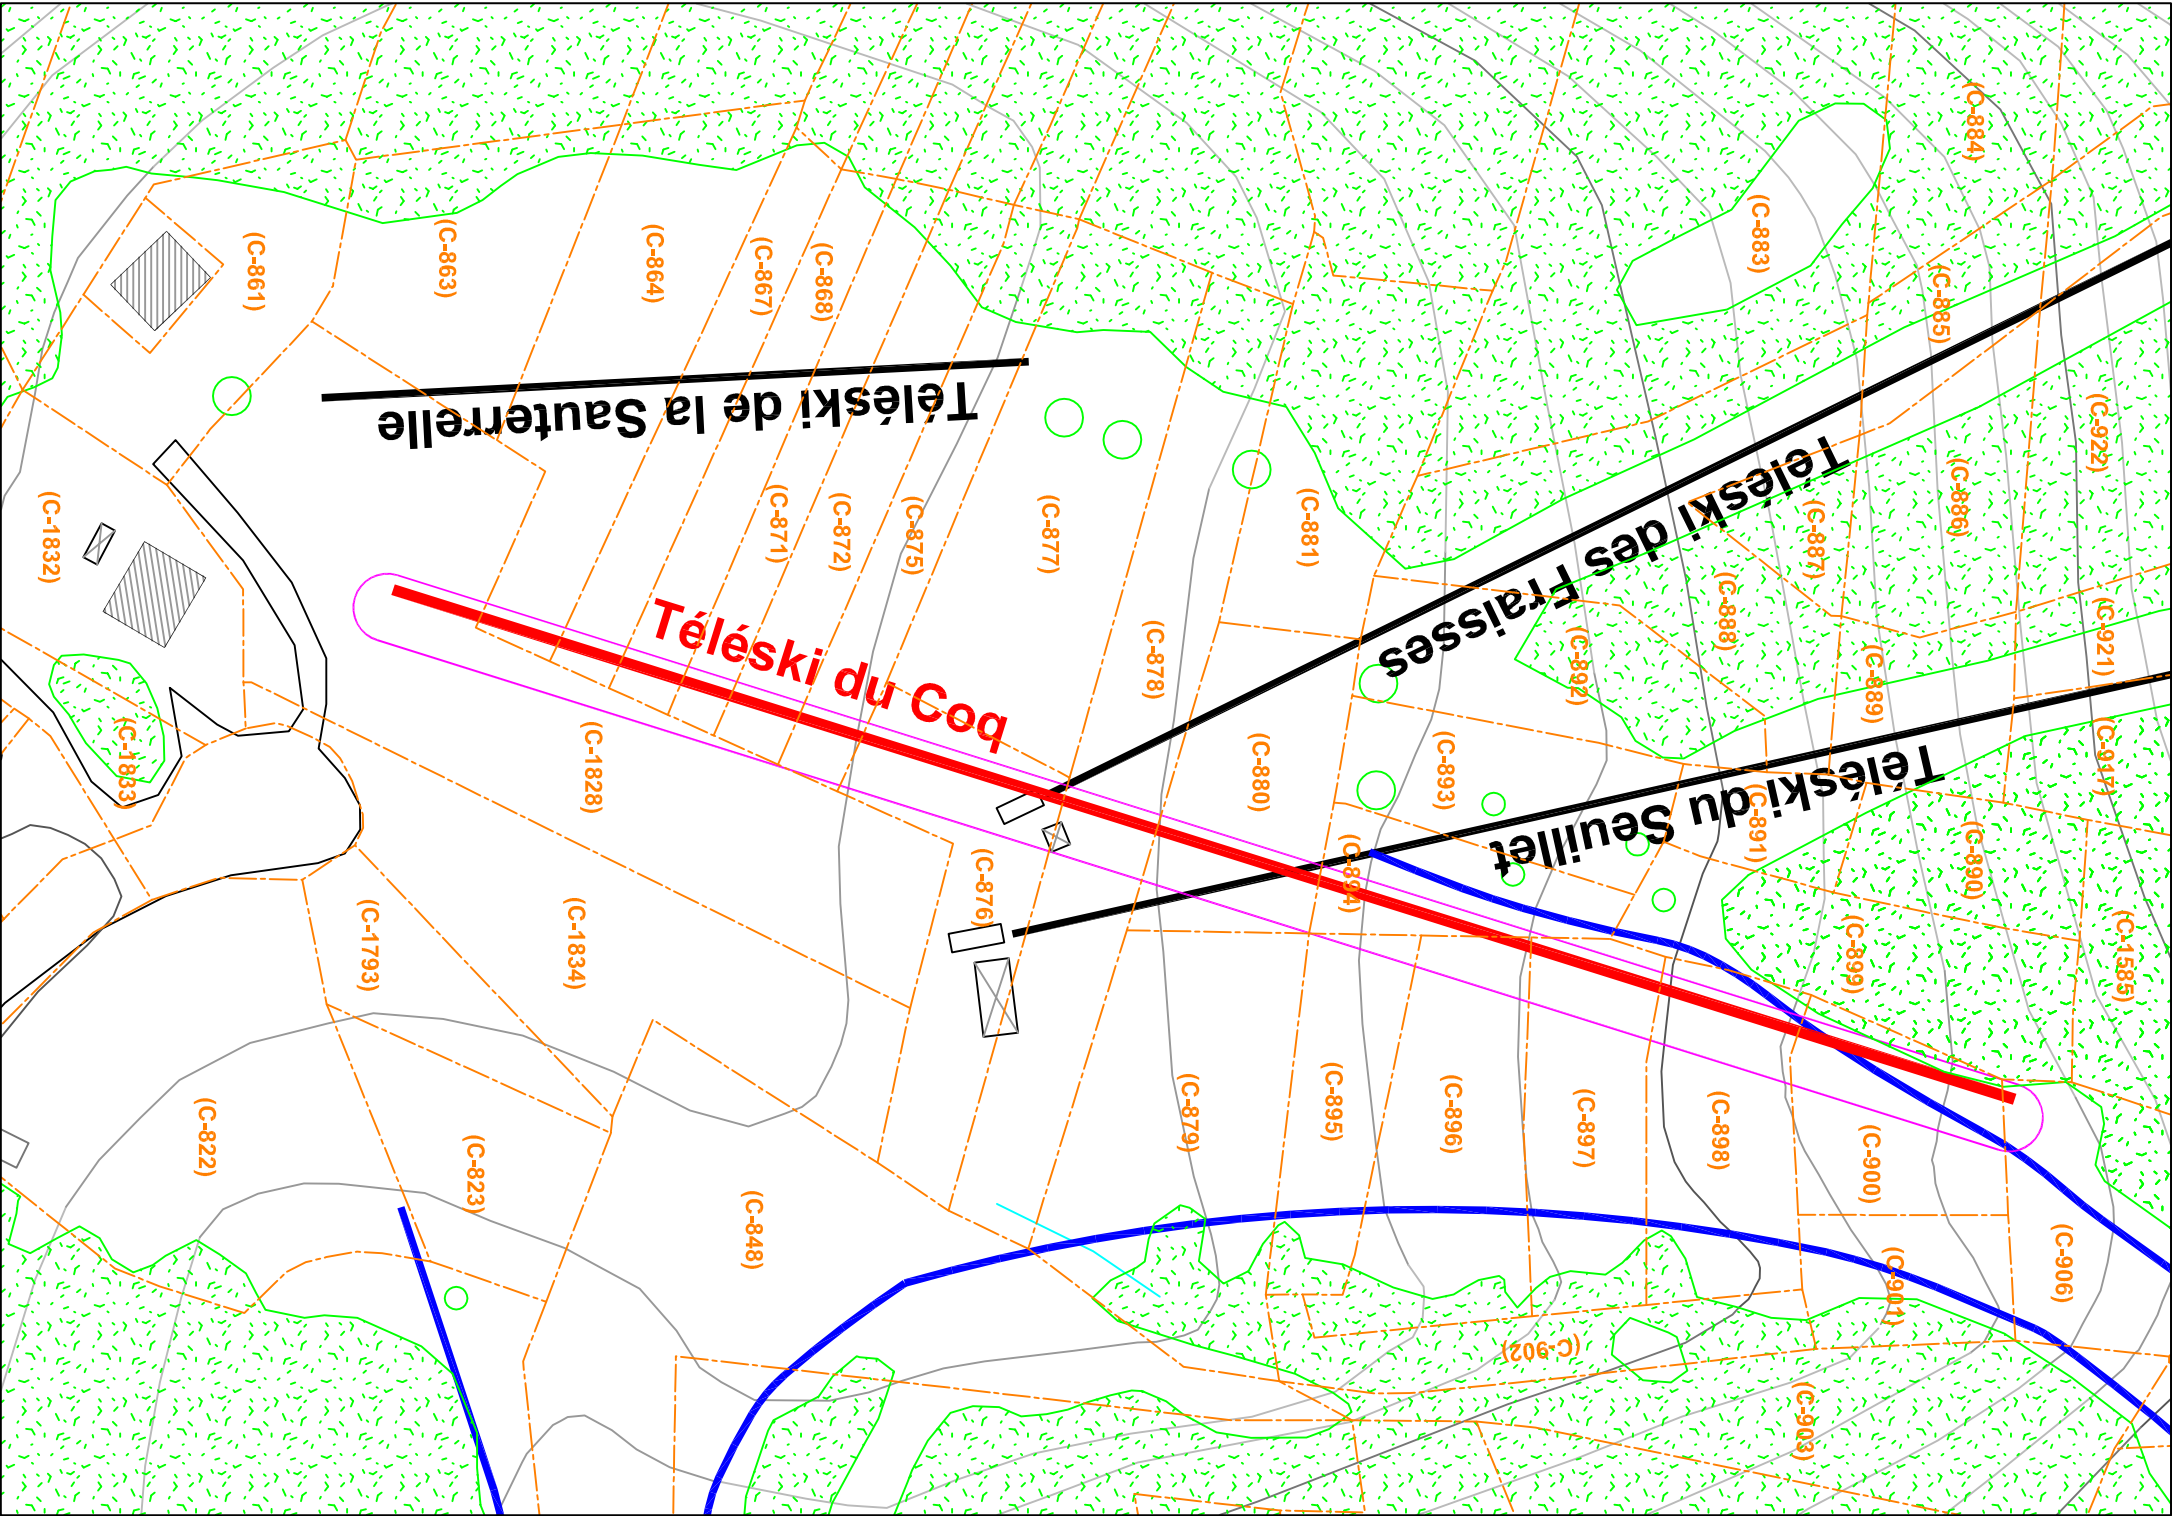 (C-884)
(C-883)
(C-861)
(C-863)
(C-864)
(C-867)
(C-868)
(C-885)
Téléski de la Sauterrelle
(C-922)
(C-1832)
(C-871)
(C-872)
(C-875)
(C-877)
(C-881)
Téléski des Fraisses
(C-886)
(C-887)
(C-888)
(C-921)
Téléski du Coq
(C-878)
(C-892)
(C-889)
(C-1833)
(C-1828)
(C-880)
(C-893)
Téléski du Seuillet
(C-917)
(C-891)
(C-894)
(C-890)
(C-876)
(C-1793)
(C-1834)
(C-899)
(C-1585)
(C-822)
(C-823)
(C-848)
(C-879)
(C-895)
(C-896)
(C-897)
(C-898)
(C-900)
(C-901)
(C-906)
(C-902)
(C-903)